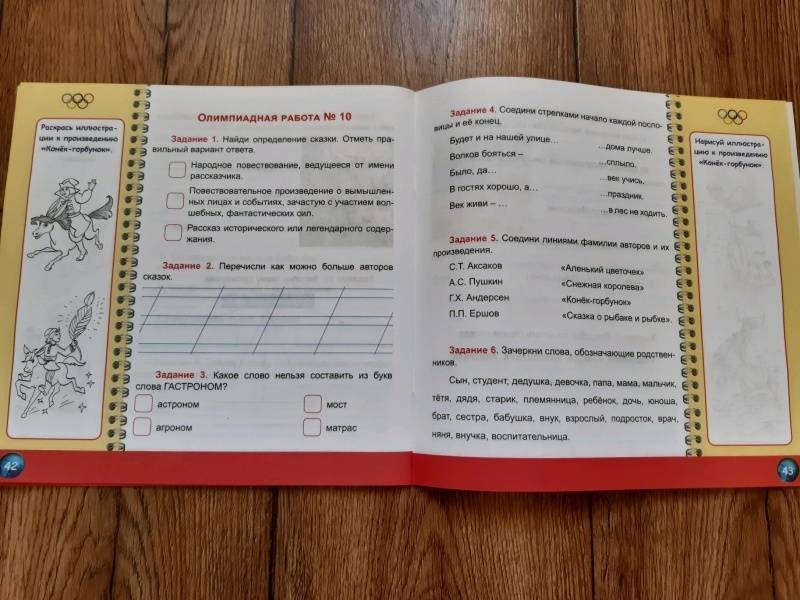 Раскрась иллюстра-
ции к произведению
«Конёк-горбунок».
42
ОЛИМПИАДНАЯ РАБОТА № 10
Задание 1. Найди определение сказки. Отметь пра-
вильный вариант ответа.
Народное повествование, ведущееся от имени
рассказчика.
Повествовательное произведение о вымышлен-
ных лицах и событиях, зачастую с участием вол-
шебных, фантастических сил.
Рассказ исторического или легендарного содер-
жания.
Задание 2. Перечисли как можно больше авторов
сказок.
Задание 3. Какое слово нельзя составить из букв
слова ГАСТРОНОМ?
астроном мост
агроном матрас
Задание 4. Соедини стрелками начало каждой посло-
вицы и её конец.
Будет и на нашей улице… …дома лучше.
Волков бояться – …сплыло.
Было, да… …век учись.
В гостях хорошо, а… …праздник.
Век живи – … …в лес не ходить.
Задание 5. Соедини линиями фамилии авторов и их
произведения.
С.Т. Аксаков «Аленький цветочек»
А.С. Пушкин «Снежная королева»
Г.Х. Андерсен «Конёк-горбунок»
П.П. Ершов «Сказка о рыбаке и рыбке».
Задание 6. Зачеркни слова, обозначающие родствен-
ников.
Сын, студент, дедушка, девочка, папа, мама, мальчик,
тётя, дядя, старик, племянница, ребёнок, дочь, юноша,
брат, сестра, бабушка, внук, взрослый, подросток, врач,
няня, внучка, воспитательница.
Нарисуй иллюстра-
цию к произведению
«Конёк-горбунок».
43